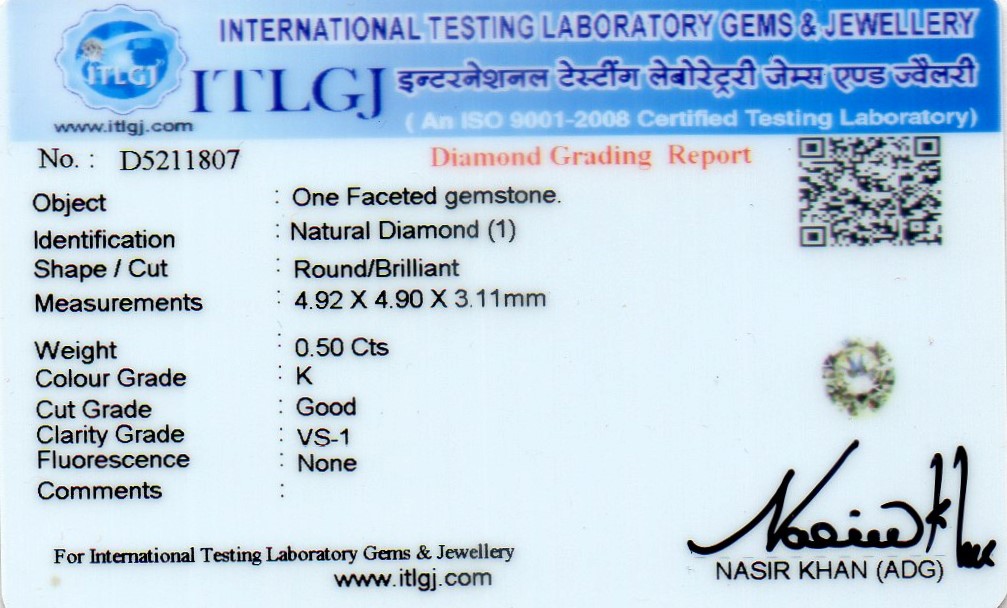 INTERNATIONAL TESTING LABORATORY GEMS & JEWELLERY
ITLGJ
ITLGJ
इन्टरनेशनल टेस्टींग लेबोरेट्री जेम्स एण्ड ज्वैलरी
www.itlgj.com
( An ISO 9001-2008 Certified Testing Laboratory)
No. : D5211807
Diamond Grading Report
Object : One Faceted gemstone.
Identification : Natural Diamond (1)
Shape / Cut : Round/Brilliant
Measurements : 4.92 X 4.90 X 3.11mm
Weight : 0.50 Cts
Colour Grade : K
Cut Grade : Good
Clarity Grade : VS-1
Fluorescence : None
Comments :
For International Testing Laboratory Gems & Jewellery
www.itlgj.com
NASIR KHAN (ADG)